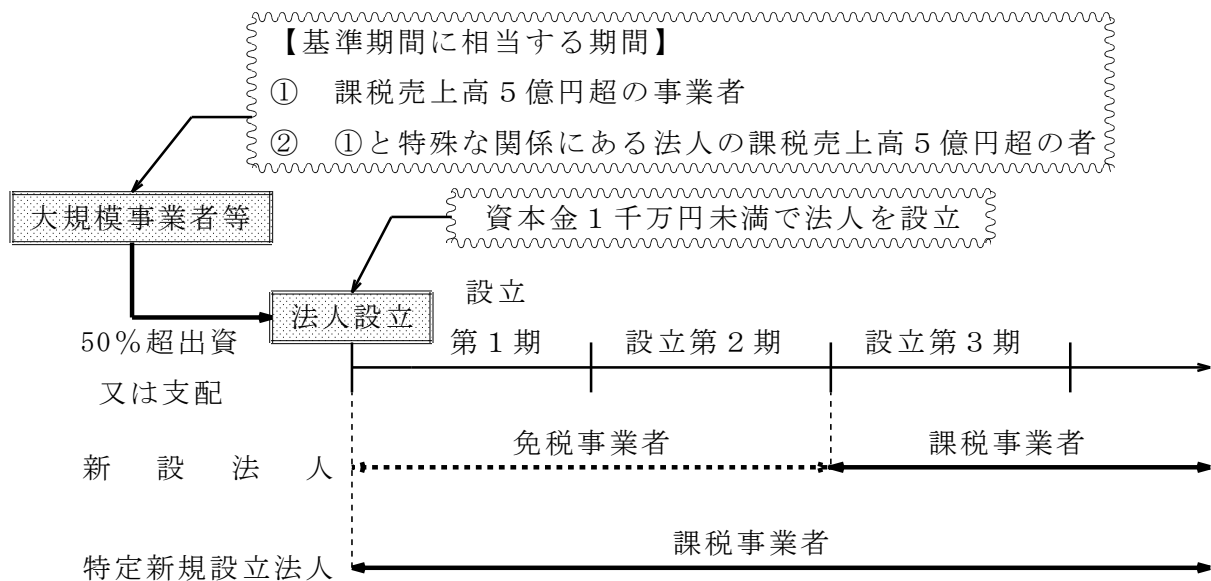 【基準期間に相当する期間】
① 課税売上高５億円超の事業者
② ①と特殊な関係にある法人の課税売上高５億円超の者
大規模事業者等
資本金１千万円未満で法人を設立
50％超出資
又は支配
法人設立
設立
第１期
設立第２期
設立第３期
新設法人
免税事業者
課税事業者
特定新規設立法人
課税事業者